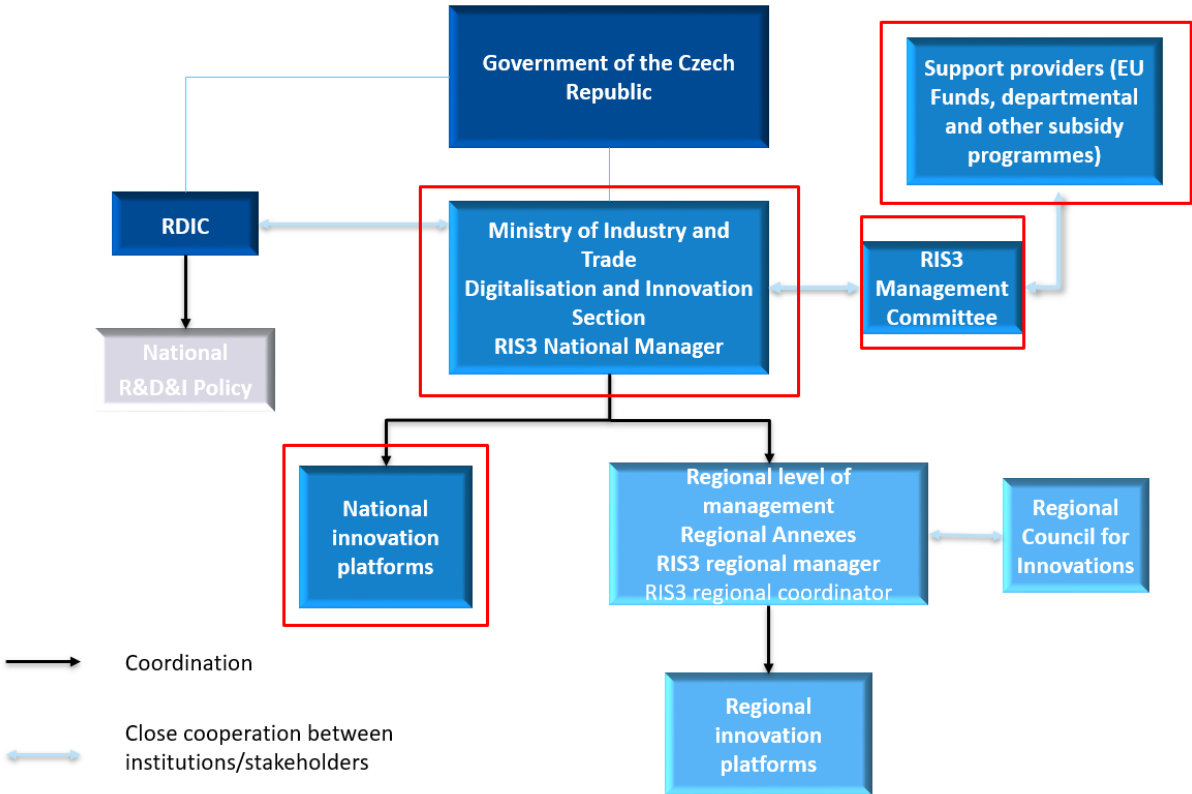 Government of the Czech
Republic
Support providers (EU
Funds, departmental
and other subsidy
programmes)
RDIC
Ministry of Industry and
Trade
Digitalisation and Innovation
Section
RIS3 National Manager
RIS3
Management
Committee
National
R&D&I Policy
National
innovation
platforms
Regional level of
management
Regional Annexes
RIS3 regional manager
RIS3 regional coordinator
Regional
Council for
Innovations
Coordination
Regional
innovation
platforms
Close cooperation between
institutions/stakeholders